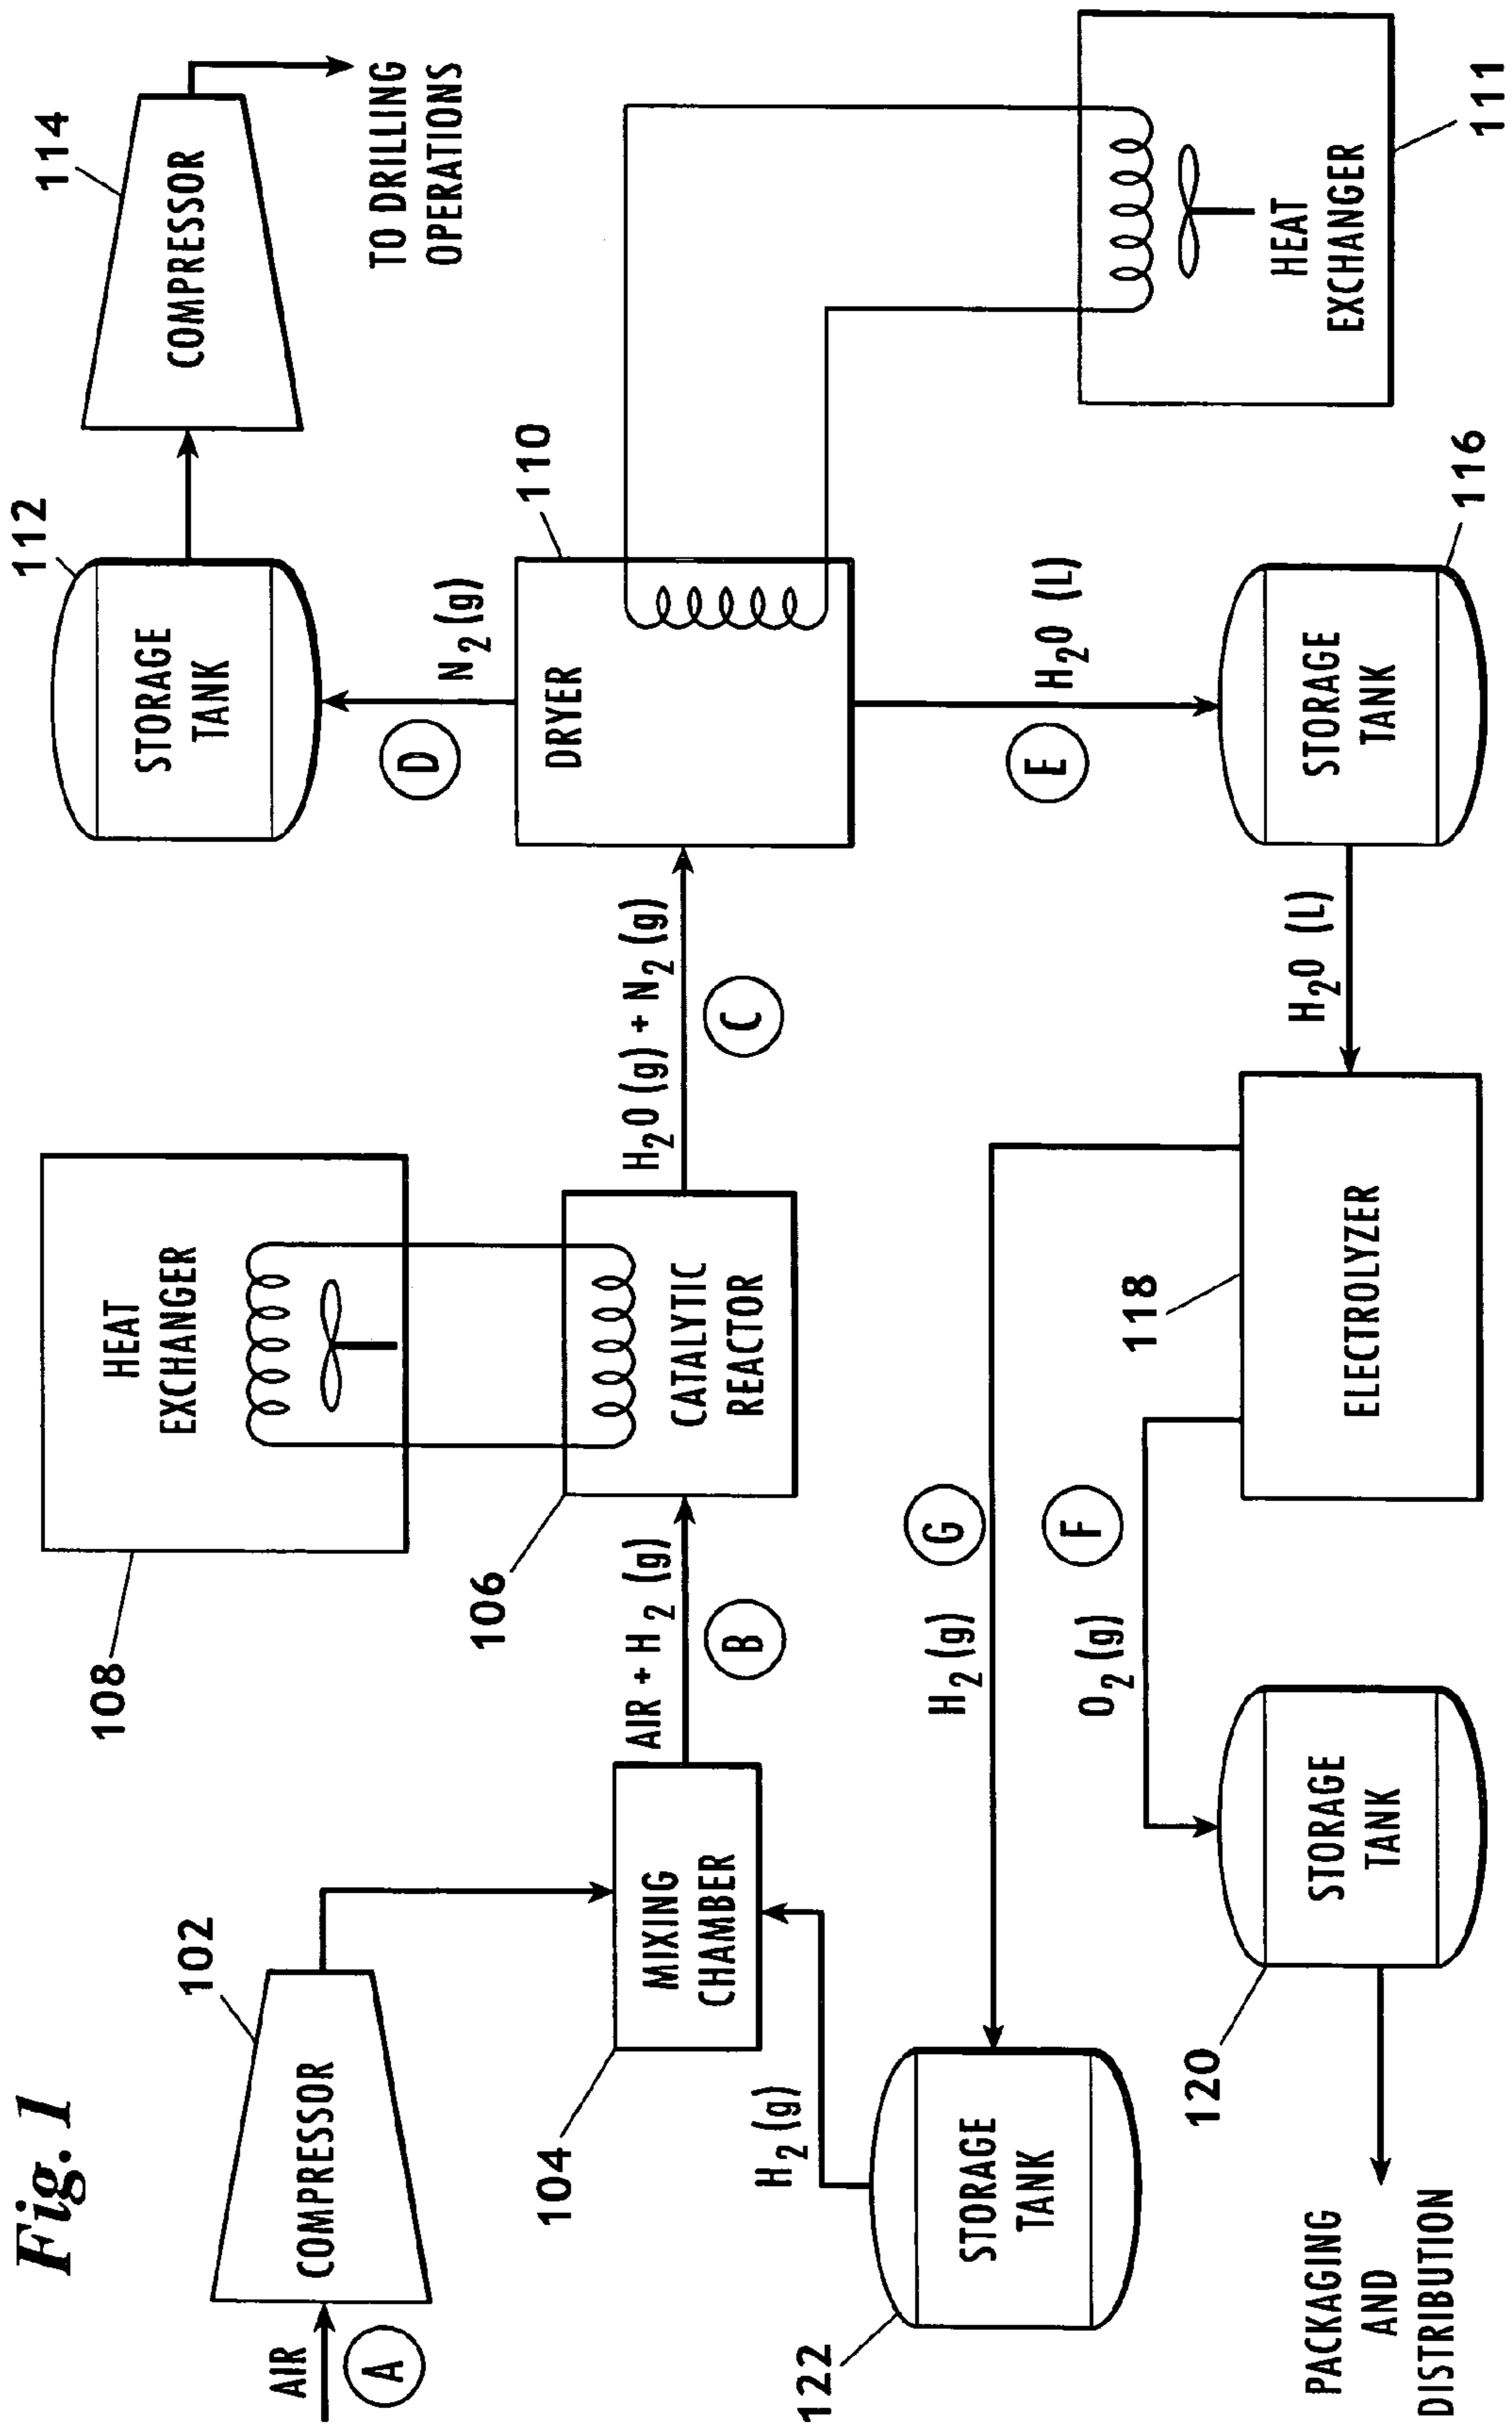 Fig. 1
AIR
A
COMPRESSOR
102
MIXING
CHAMBER
104
AIR + H2 (g)
B
HEAT
EXCHANGER
108
CATALYTIC
REACTOR
106
H2O (g) + N2 (g)
C
DRYER
110
N2 (g)
D
STORAGE
TANK
112
COMPRESSOR
114
TO DRILLING
OPERATIONS
HEAT
EXCHANGER
111
H2O (L)
E
STORAGE
TANK
116
H2O (L)
ELECTROLYZER
118
H2 (g)
G
O2 (g)
F
STORAGE
TANK
120
PACKAGING
AND
DISTRIBUTION
STORAGE
TANK
122
H2 (g)